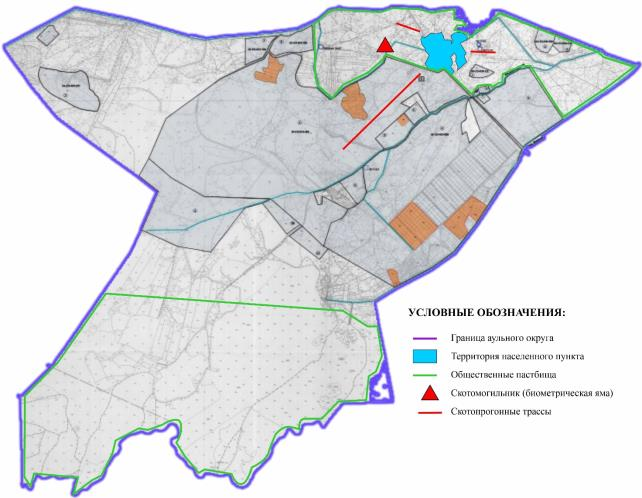 УСЛОВНЫЕ ОБОЗНАЧЕНИЯ:
Граница аульного округа
Территория населенного пункта
Общественные пастбища
Скотомогильник (биометрическая яма)
Скотопрогонные трассы